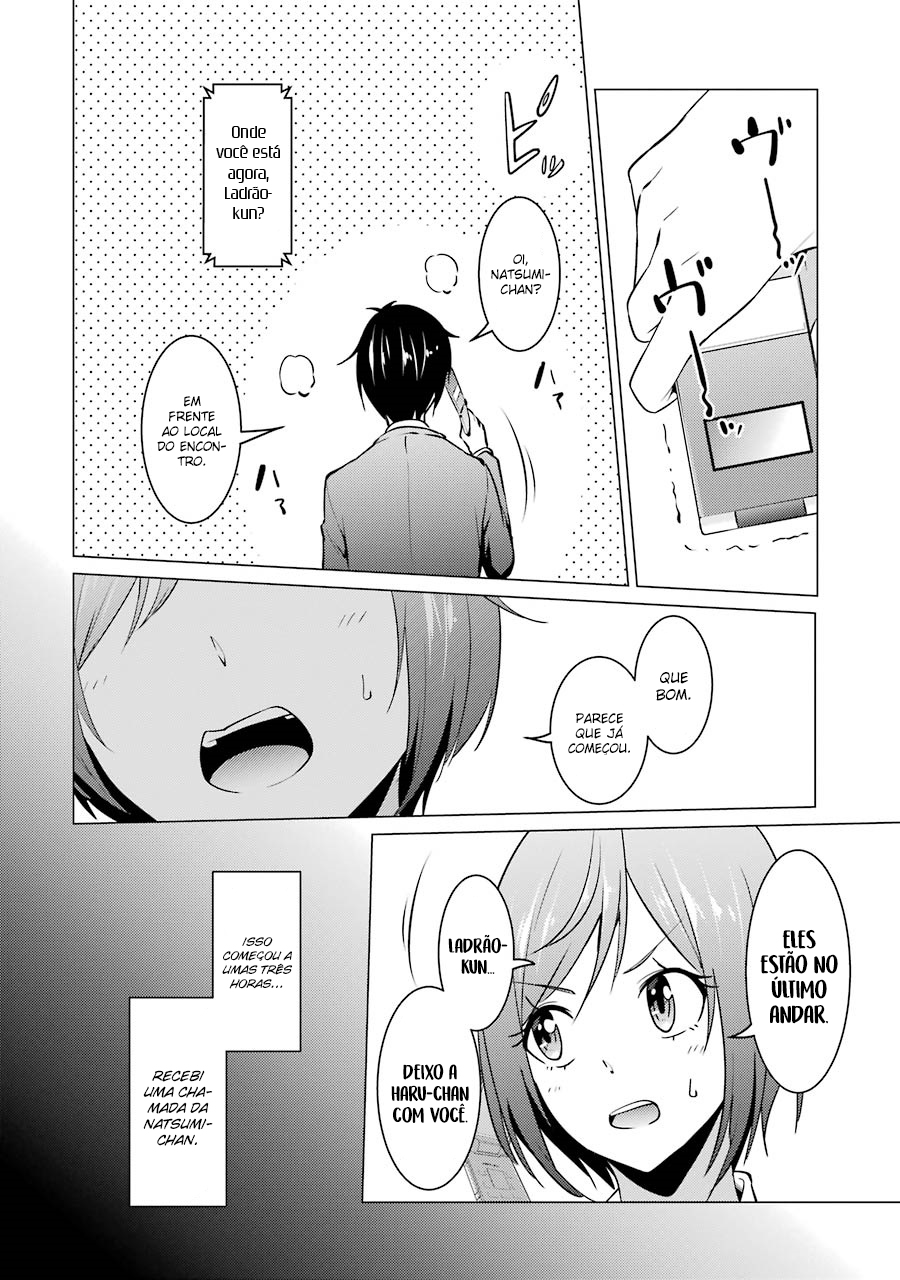 ヴヴ
ヴヴ
ピッ
OI,
NATSUMI-
CHAN?
Onde
você está
agora,
Ladrão-
kun?
ハァ
EM
FRENTE
AO LOCAL
DO ENCON-
TRO.
ハァ
QUE
BOM.
PARECE
QUE JÁ
COMEÇOU.
ELES
ESTÃO NO
ÚLTIMO
ANDAR.
LADRÃO-
KUN...
DEIXO A
HARU-CHAN
COM VOCÊ.
ISSO
COMEÇOU A
UMAS TRÊS
HORAS...
RECEBI
UMA CHA-
MADA DA
NATSUMI-
CHAN.